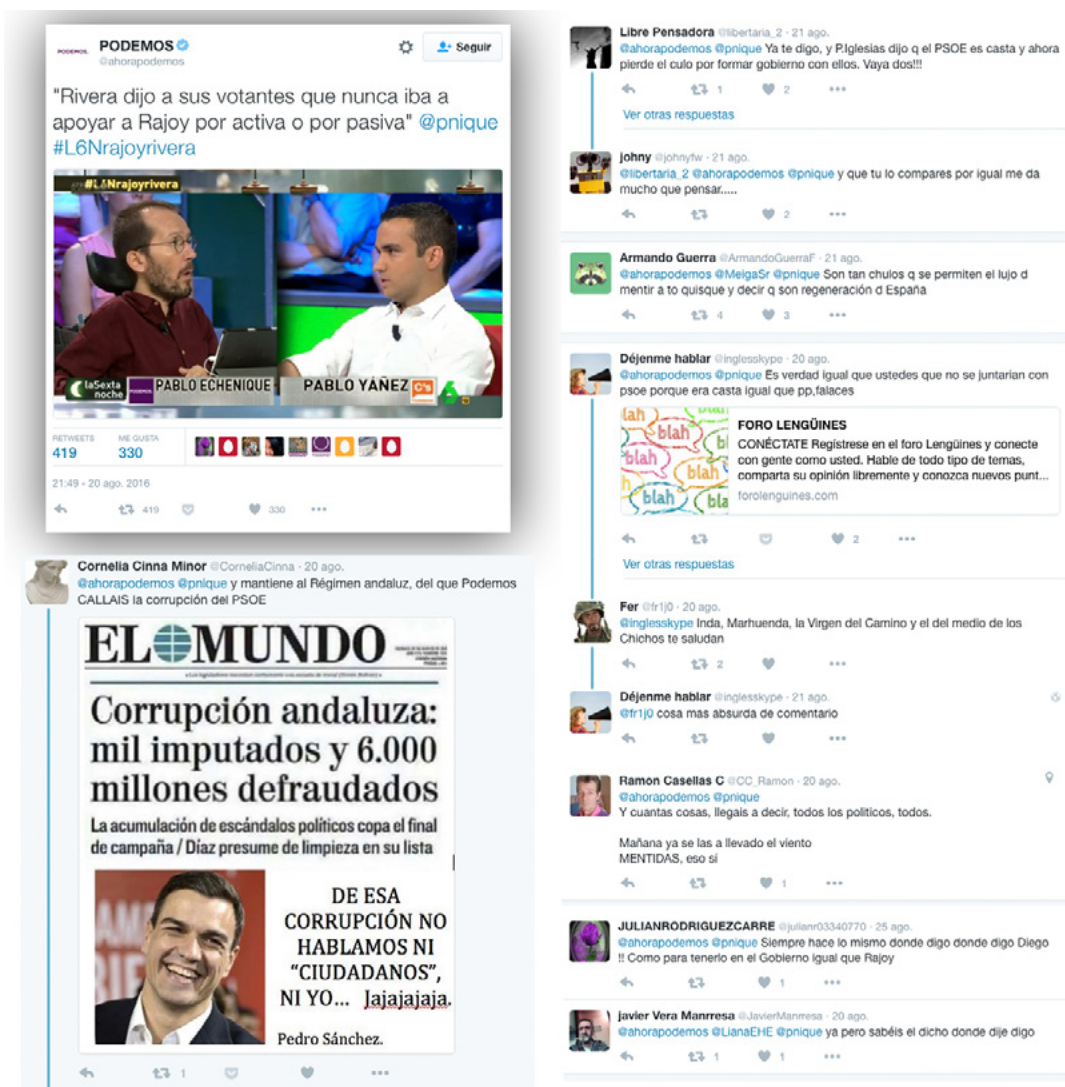 PODEMOS
PODEMOS
@ahorapodemos
Seguir
"Rivera dijo a sus votantes que nunca iba a
apoyar a Rajoy por activa o por pasiva" @pnique
#L6Nrajoyrivera
#L6Nrajoyrivera
laSexta
noche
PODEMOS.
PABLO ECHENIQUE
PABLO YÁÑEZ
C's
RETWEETS
419
ME GUSTA
330
21:49 - 20 ago. 2016
419
330
Cornelia Cinna Minor @CorneliaCinna · 20 ago.
@ahorapodemos @pnique y mantiene al Régimen andaluz, del que Podemos
CALLAIS la corrupción del PSOE
EL MUNDO
Corrupción andaluza:
mil imputados y 6.000
millones defraudados
La acumulación de escándalos políticos copa el final
de campaña / Díaz presume de limpieza en su lista
DE ESA
CORRUPCIÓN NO
HABLAMOS NI
“CIUDADANOS”,
NI YO... Jajajajaja.
Pedro Sánchez.
1
Libre Pensadora @libertaria_2 · 21 ago.
@ahorapodemos @pnique Ya te digo, y P.Iglesias dijo q el PSOE es casta y ahora
pierde el culo por formar gobierno con ellos. Vaya dos!!!
1
2
Ver otras respuestas
johny @johnyfw · 21 ago.
@libertaria_2 @ahorapodemos @pnique y que tu lo compares por igual me da
mucho que pensar.....
2
Armando Guerra @ArmandoGuerraF · 21 ago.
@ahorapodemos @MeigaSr @pnique Son tan chulos q se permiten el lujo d
mentir a to quisque y decir q son regeneración d España
4
3
Déjenme hablar @inglesskype · 20 ago.
@ahorapodemos @pnique Es verdad igual que ustedes que no se juntarian con
psoe porque era casta igual que pp,falaces
blah
blah
blah
blah
FORO LENGÜINES
CONÉCTATE Regístrese en el foro Lengüines y conecte
con gente como usted. Hable de todo tipo de temas,
comparta su opinión libremente y conozca nuevos punt...
forolenguines.com
2
Ver otras respuestas
Fer @fr1j0 · 20 ago.
@inglesskype Inda, Marhuenda, la Virgen del Camino y el del medio de los
Chichos te saludan
2
Déjenme hablar @inglesskype · 21 ago.
@fr1j0 cosa mas absurda de comentario
Ramon Casellas C @CC_Ramon · 20 ago.
@ahorapodemos @pnique
Y cuantas cosas, llegais a decir, todos los politicos, todos.
Mañana ya se las a llevado el viento
MENTIDAS, eso sí
1
JULIANRODRIGUEZCARRE @julianr03340770 · 25 ago.
@ahorapodemos @pnique Siempre hace lo mismo donde digo donde digo Diego
!! Como para tenerlo en el Gobierno igual que Rajoy
1
javier Vera Manrresa @JavierManrresa · 20 ago.
@ahorapodemos @LianaEHE @pnique ya pero sabéis el dicho donde dije digo
1
1